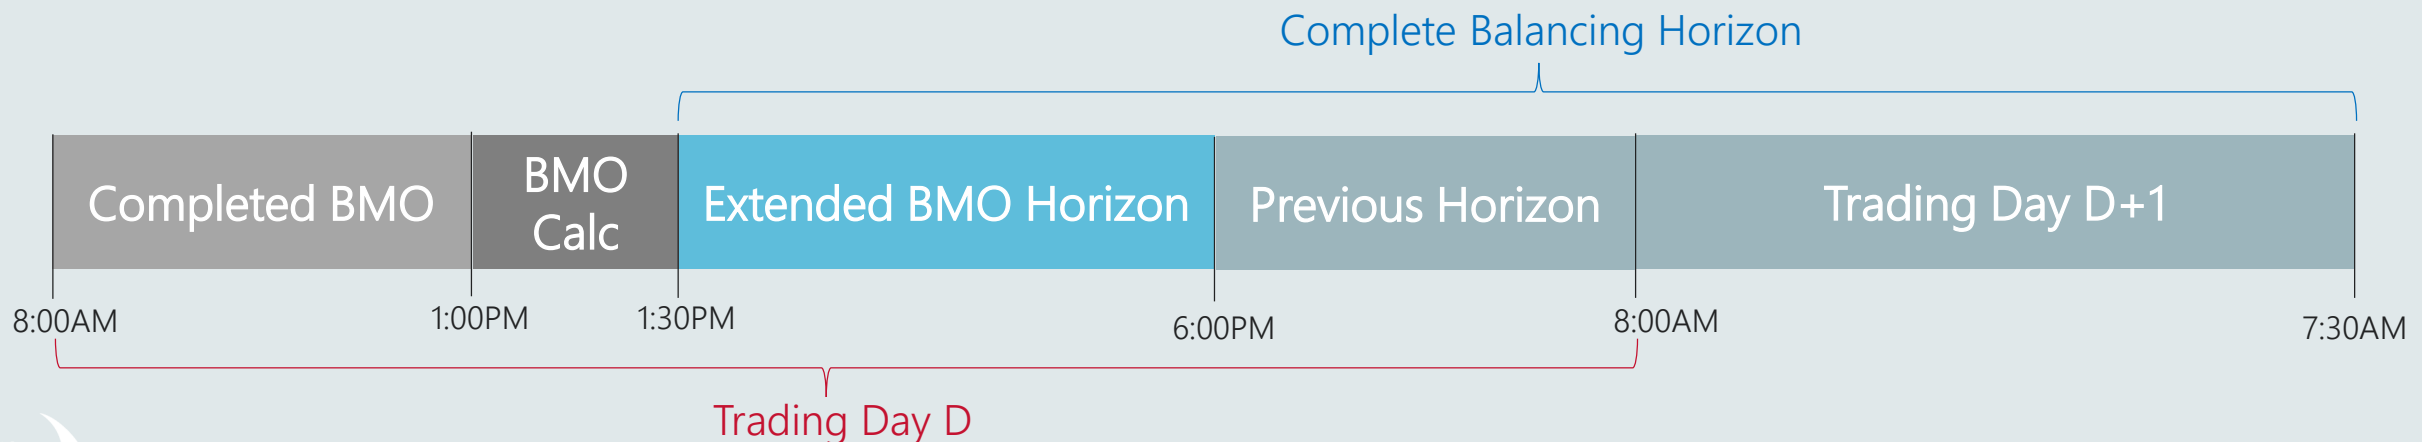 Complete Balancing Horizon
Completed BMO
BMO
Calc
Extended BMO Horizon
Previous Horizon
Trading Day D+1
8:00AM
1:00PM
1:30PM
6:00PM
8:00AM
7:30AM
Trading Day D